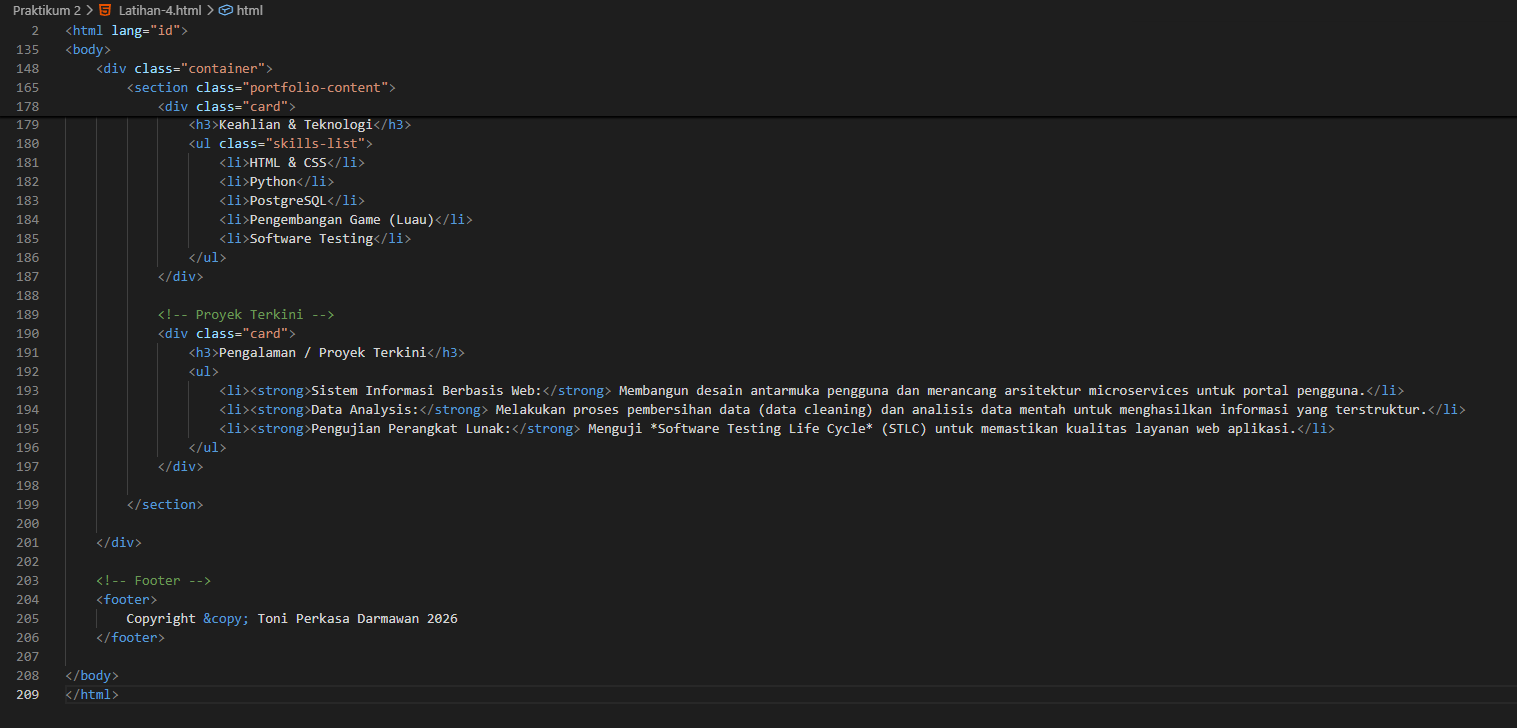 Praktikum 2 > Latihan-4.html > html
2 <html lang="id">
135 <body>
148 <div class="container">
165 <section class="portfolio-content">
178 <div class="card">
179 <h3>Keahlian & Teknologi</h3>
180 <ul class="skills-list">
181 <li>HTML & CSS</li>
182 <li>Python</li>
183 <li>PostgreSQL</li>
184 <li>Pengembangan Game (Luau)</li>
185 <li>Software Testing</li>
186 </ul>
187 </div>
188
189 <!-- Proyek Terkini -->
190 <div class="card">
191 <h3>Pengalaman / Proyek Terkini</h3>
192 <ul>
193 <li><strong>Sistem Informasi Berbasis Web:</strong> Membangun desain antarmuka pengguna dan merancang arsitektur microservices untuk portal pengguna.</li>
194 <li><strong>Data Analysis:</strong> Melakukan proses pembersihan data (data cleaning) dan analisis data mentah untuk menghasilkan informasi yang terstruktur.</li>
195 <li><strong>Pengujian Perangkat Lunak:</strong> Menguji *Software Testing Life Cycle* (STLC) untuk memastikan kualitas layanan web aplikasi.</li>
196 </ul>
197 </div>
198
199 </section>
200
201 </div>
202
203 <!-- Footer -->
204 <footer>
205 Copyright &copy; Toni Perkasa Darmawan 2026
206 </footer>
207
208 </body>
209 </html>